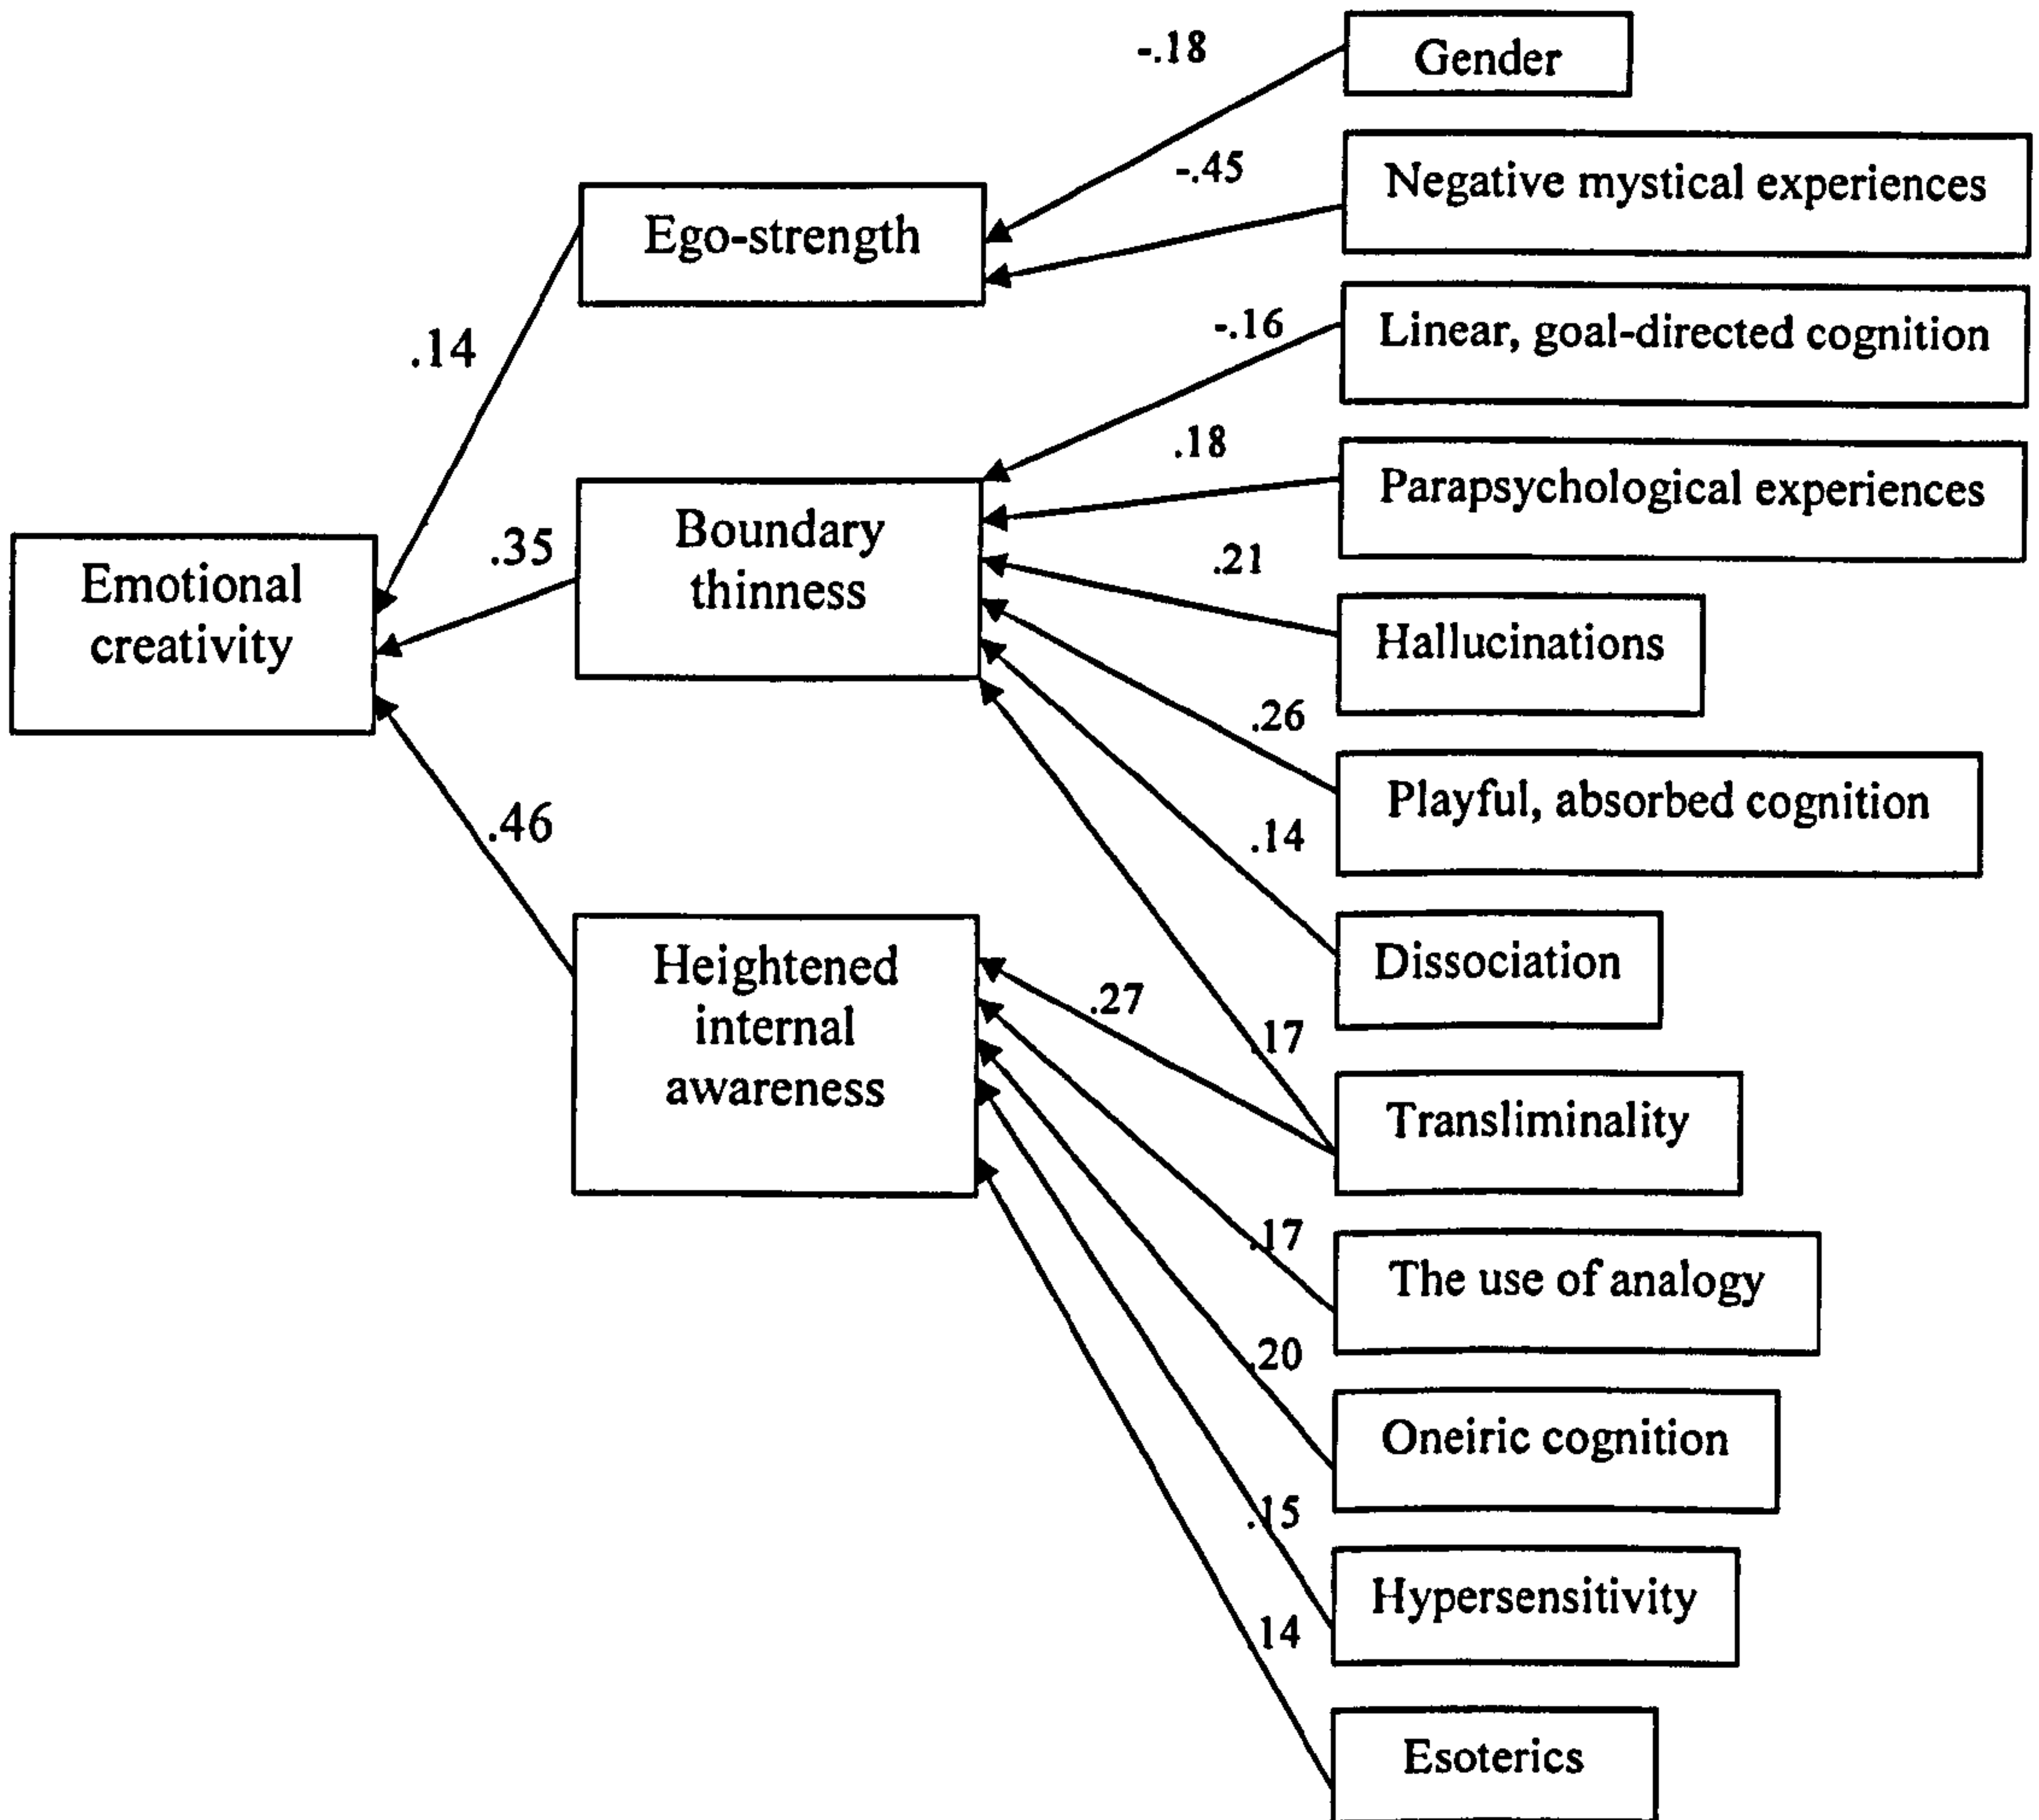 -.18
Gender
-.45
Negative mystical experiences
Ego-strength
-.16
Linear, goal-directed cognition
.14
.18
Parapsychological experiences
Boundary
thinness
.35
.21
Emotional
creativity
Hallucinations
.26
Playful, absorbed cognition
.46
.14
Dissociation
Heightened
internal
awareness
.27
.17
Transliminality
.17
The use of analogy
.20
Oneiric cognition
.15
Hypersensitivity
.14
Esoterics